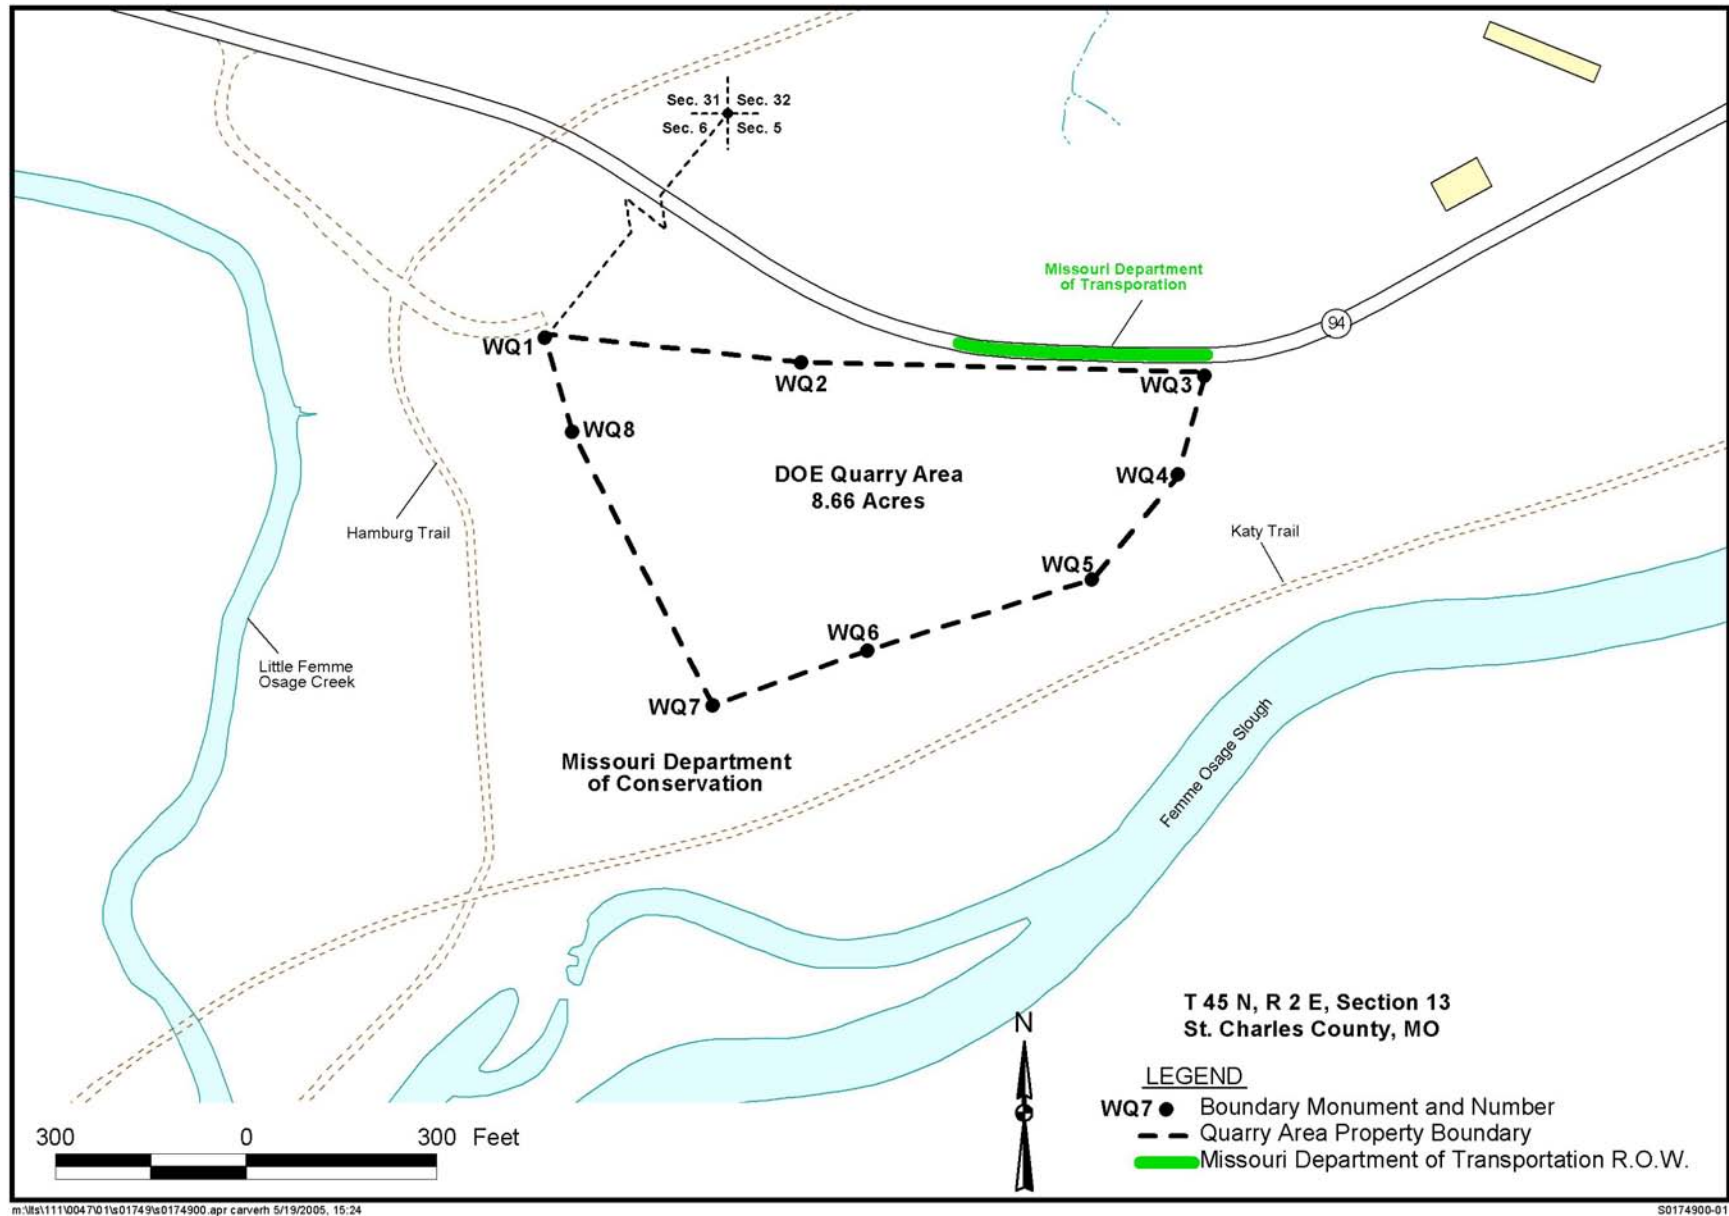 Sec. 31 Sec. 32
Sec. 6 Sec. 5
Missouri Department
of Transporation
94
WQ1
WQ2
WQ3
WQ8
WQ4
DOE Quarry Area
8.66 Acres
Hamburg Trail
Katy Trail
WQ5
WQ6
Little Femme
Osage Creek
WQ7
Missouri Department
of Conservation
Femme Osage Slough
T 45 N, R 2 E, Section 13
St. Charles County, MO
N
LEGEND
WQ7 Boundary Monument and Number
Quarry Area Property Boundary
Missouri Department of Transportation R.O.W.
300 0 300 Feet
m:\lts\111\0047\01\s01749\s0174900.apr carverh 5/19/2005, 15:24
S0174900-01